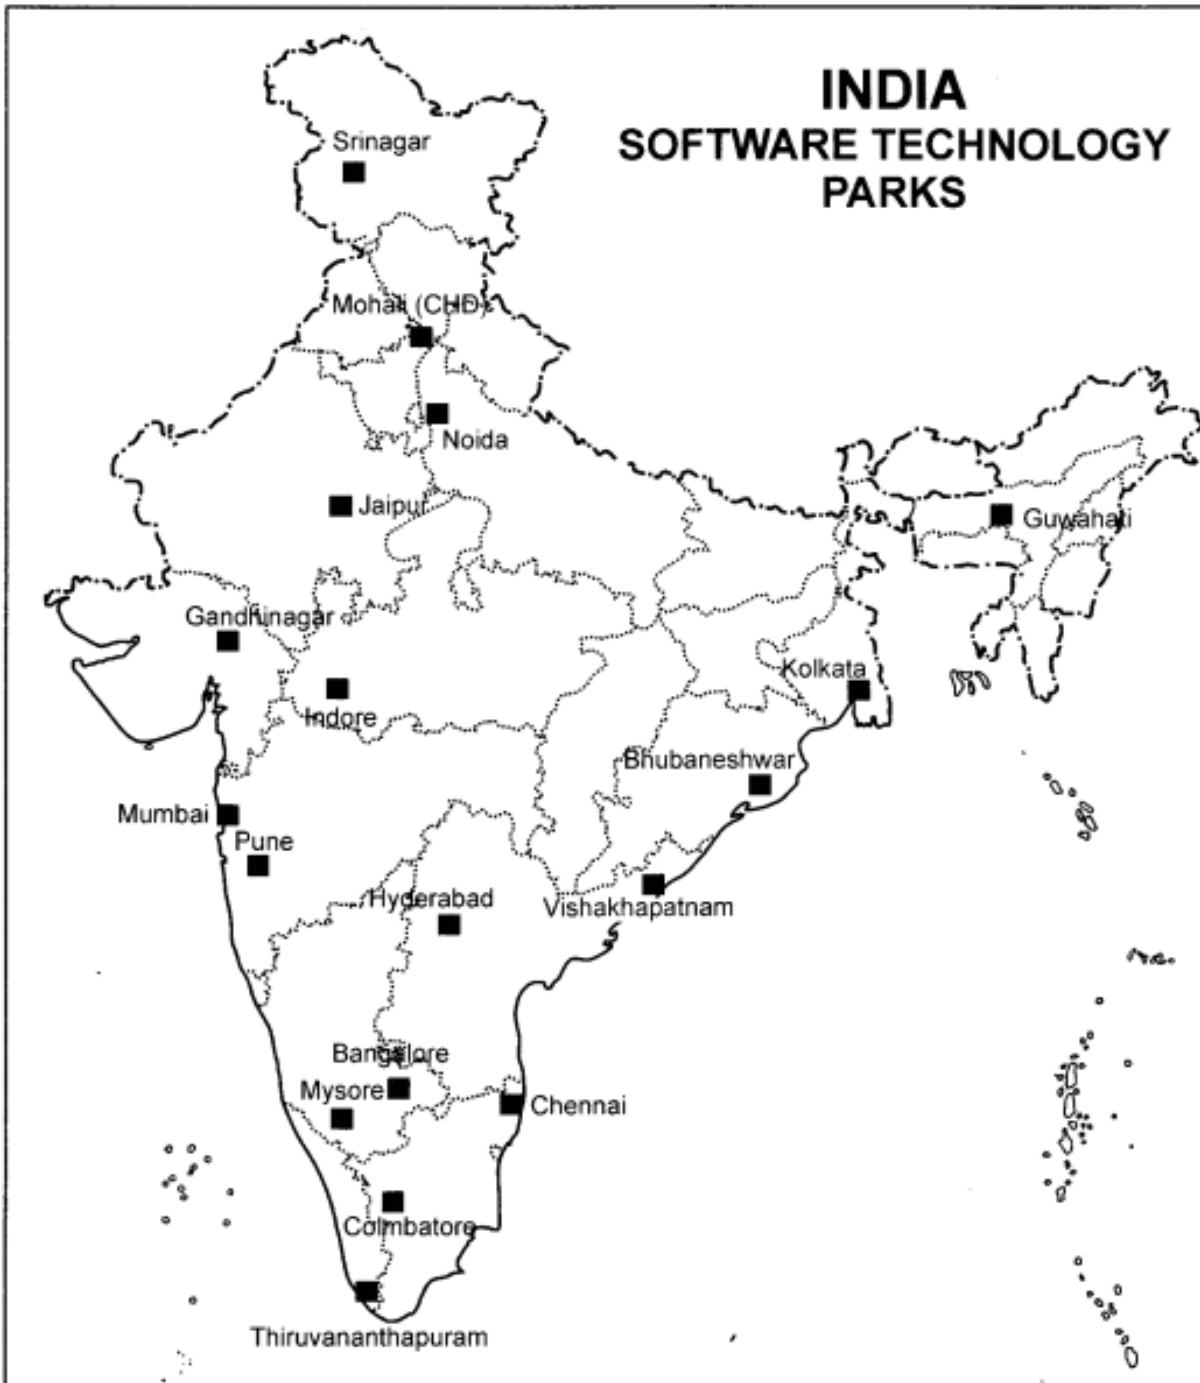 INDIA
SOFTWARE TECHNOLOGY
PARKS
Srinagar
Mohali (CHD)
Noida
Jaipur
Guwahati
Gandhinagar
Kolkata
Indore
Bhubaneshwar
Mumbai
Pune
Hyderabad
Vishakhapatnam
Bangalore
Mysore
Chennai
Coimbatore
Thiruvananthapuram